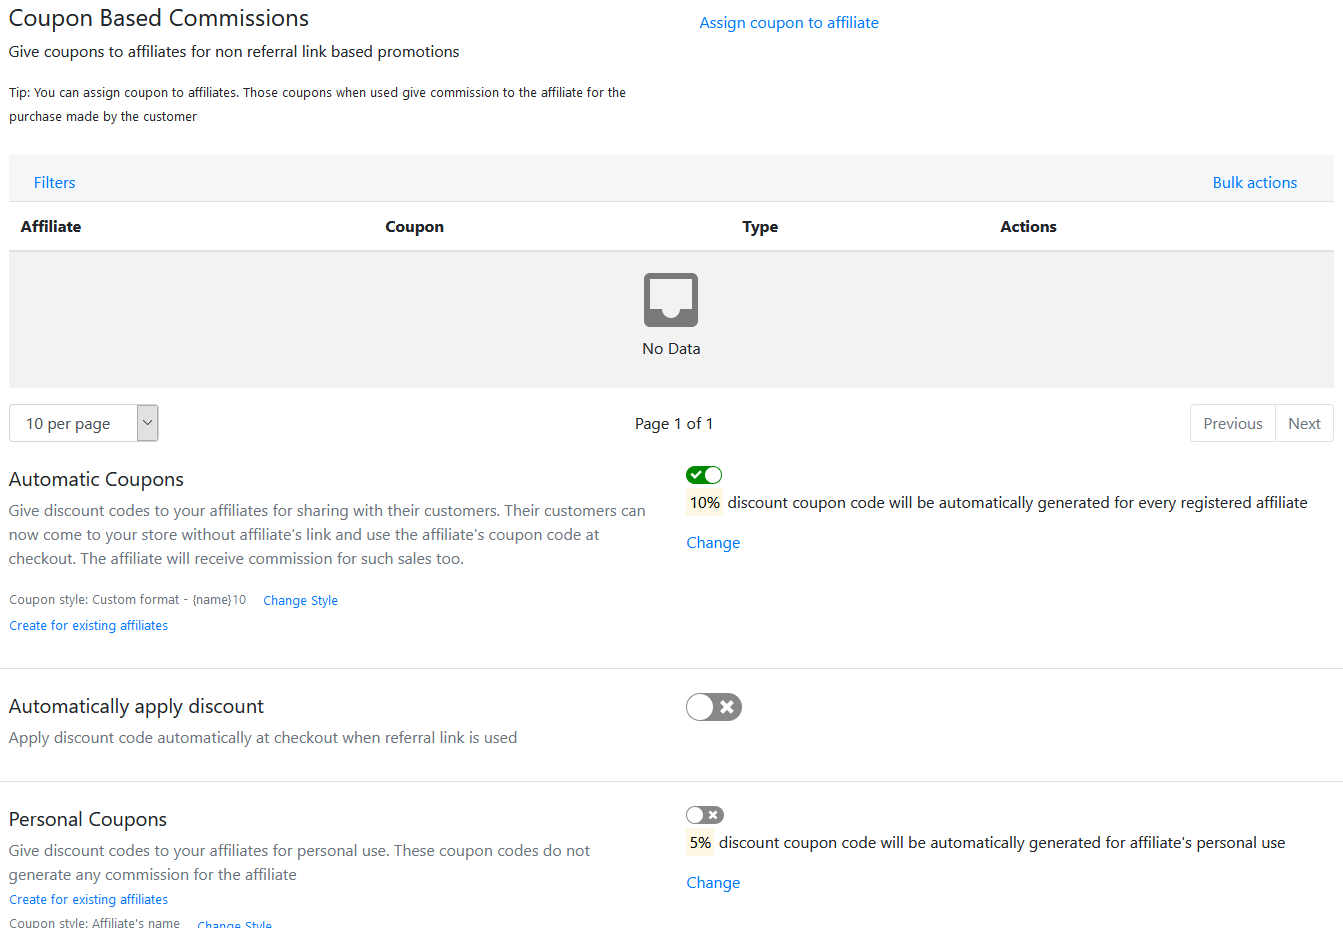 Coupon Based Commissions
Assign coupon to affiliate
Give coupons to affiliates for non referral link based promotions
Tip: You can assign coupon to affiliates. Those coupons when used give commission to the affiliate for the
purchase made by the customer
Filters
Bulk actions
Affiliate Coupon Type Actions
No Data
10 per page
Page 1 of 1
Previous Next
Automatic Coupons
Give discount codes to your affiliates for sharing with their customers. Their customers can
now come to your store without affiliate's link and use the affiliate's coupon code at
checkout. The affiliate will receive commission for such sales too.
Coupon style: Custom format - {name}10 Change Style
Create for existing affiliates
10% discount coupon code will be automatically generated for every registered affiliate
Change
Automatically apply discount
Apply discount code automatically at checkout when referral link is used
Personal Coupons
Give discount codes to your affiliates for personal use. These coupon codes do not
generate any commission for the affiliate
Create for existing affiliates
Coupon style: Affiliate's name Change Style
5% discount coupon code will be automatically generated for affiliate's personal use
Change